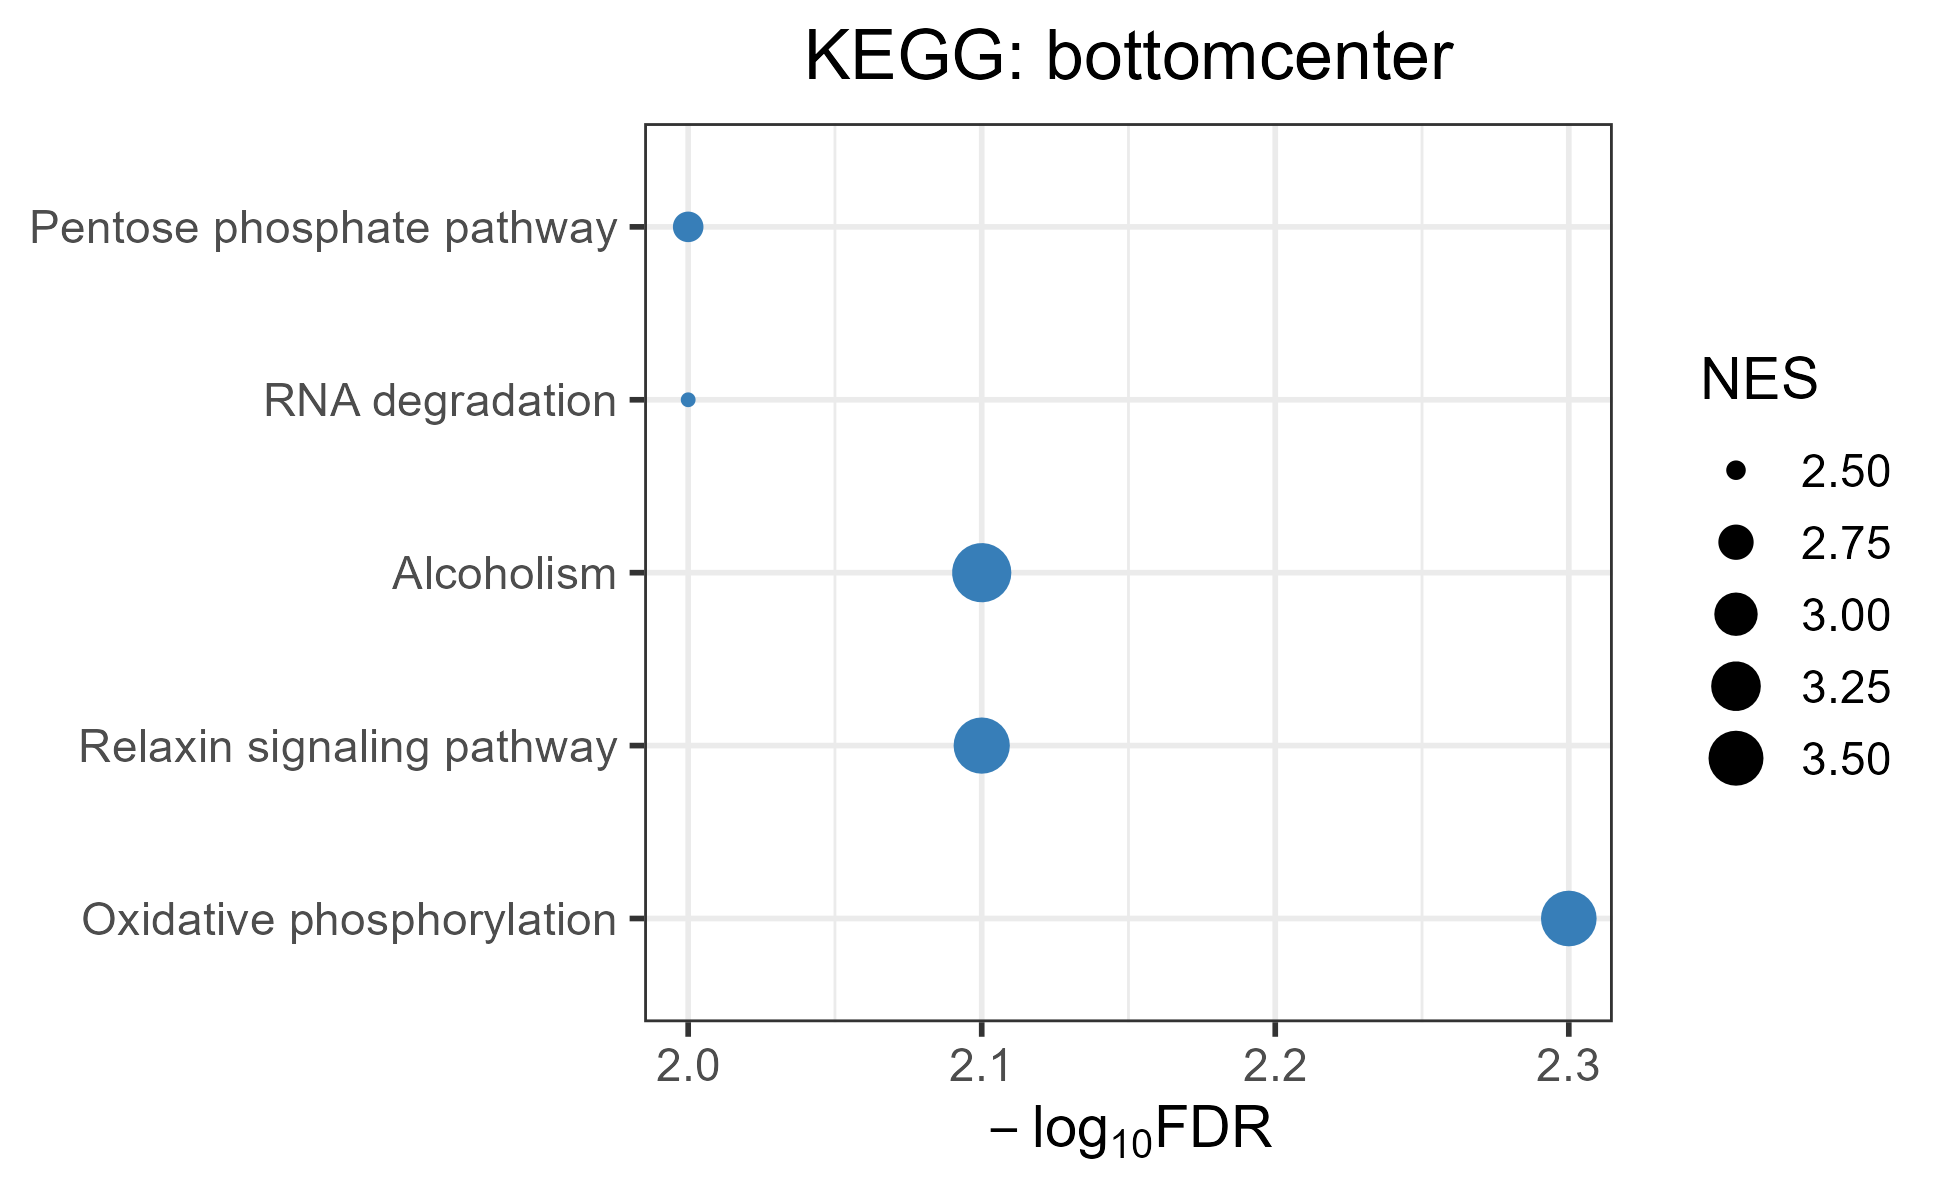 KEGG: bottomcenter
Pentose phosphate pathway
RNA degradation
Alcoholism
Relaxin signaling pathway
Oxidative phosphorylation
2.0 2.1 2.2 2.3
− log₁₀FDR
NES
2.50
2.75
3.00
3.25
3.50